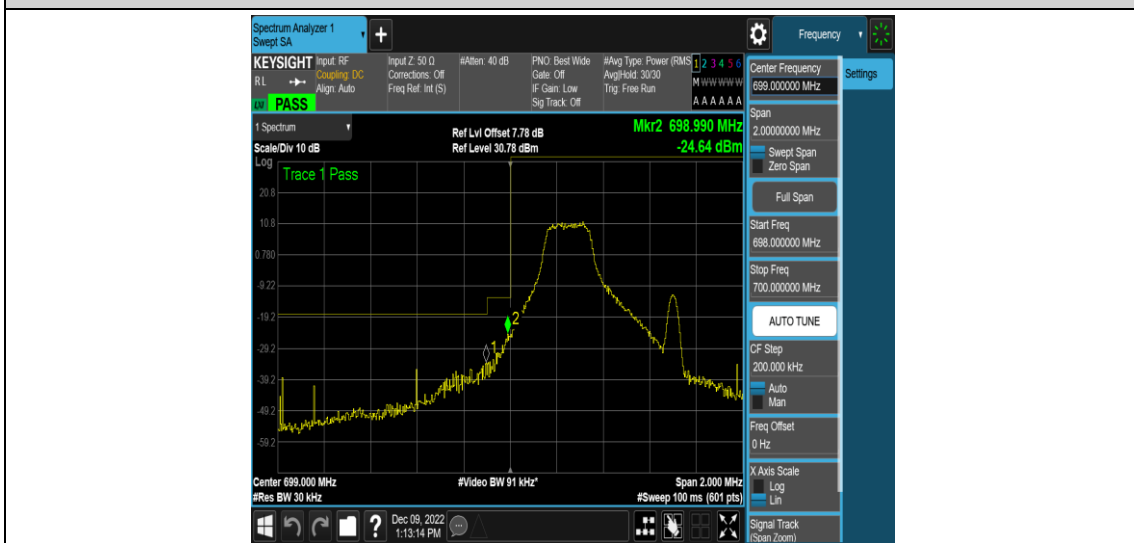 Spectrum Analyzer 1
Swept SA
+
Frequency
KEYSIGHT
RL
Input: RF
Coupling: DC
Align: Auto
Input Z: 50 Ω
Corrections: Off
Freq Ref: Int (S)
#Atten: 40 dB
PNO: Best Wide
Gate: Off
IF Gain: Low
Sig Track: Off
#Avg Type: Power (RMS
Avg|Hold: 30/30
Trig: Free Run
1 2 3 4 5 6
M W W W W W
A A A A A A
LXI PASS
1 Spectrum
Scale/Div 10 dB
Ref Lvl Offset 7.78 dB
Ref Level 30.78 dBm
Mkr2 698.990 MHz
-24.64 dBm
Log
Trace 1 Pass
20.8
10.8
0.780
-9.22
-19.2
-29.2
-39.2
-49.2
-59.2
1
2
Center 699.000 MHz
#Res BW 30 kHz
#Video BW 91 kHz*
Span 2.000 MHz
#Sweep 100 ms (601 pts)
Dec 09, 2022
1:13:14 PM
?
Center Frequency
699.000000 MHz
Settings
Span
2.00000000 MHz
Swept Span
Zero Span
Full Span
Start Freq
698.000000 MHz
Stop Freq
700.000000 MHz
AUTO TUNE
CF Step
200.000 kHz
Auto
Man
Freq Offset
0 Hz
X Axis Scale
Log
Lin
Signal Track
(Span Zoom)